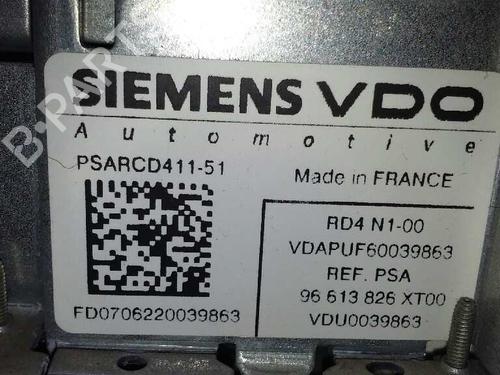 SIEMENS VDO
Automotive
PSARCD411-51
Made in FRANCE
RD4 N1-00
VDAPUF60039863
REF. PSA
96 613 826 XT00
VDU0039863
FD0706220039863
B-PART